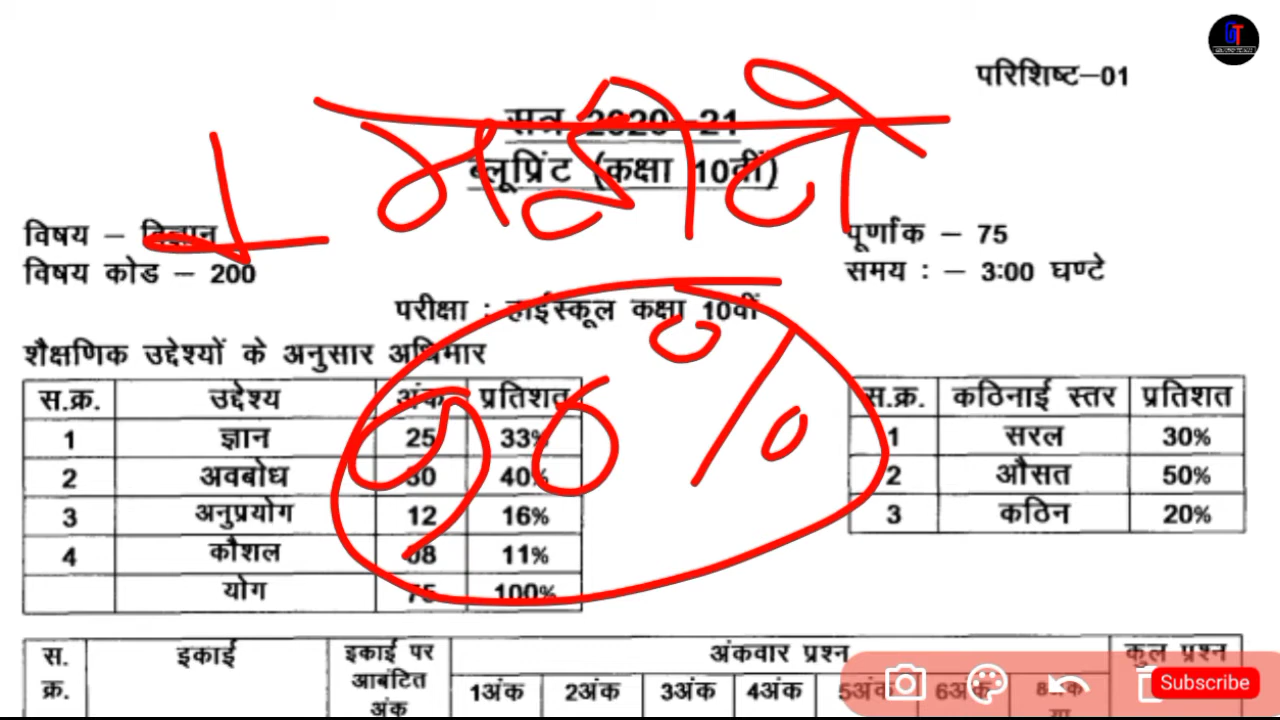 परिशिष्ट-01
सत्र 2020-21
ब्लूप्रिंट (कक्षा 10वीं)
विषय – विज्ञान
पूर्णांक – 75
विषय कोड – 200
समय : – 3:00 घण्टे
परीक्षा : हाईस्कूल कक्षा 10वीं
शैक्षणिक उद्देश्यों के अनुसार अधिभार
स.क्र. उद्देश्य अंक प्रतिशत
1 ज्ञान 25 33%
2 अवबोध 30 40%
3 अनुप्रयोग 12 16%
4 कौशल 08 11%
योग 75 100%
स.क्र. कठिनाई स्तर प्रतिशत
1 सरल 30%
2 औसत 50%
3 कठिन 20%
90%
स. क्र. इकाई इकाई पर आबंटित अंक अंकवार प्रश्न कुल प्रश्न
1अंक 2अंक 3अंक 4अंक 5अंक 6अंक 8अंक
या
Subscribe